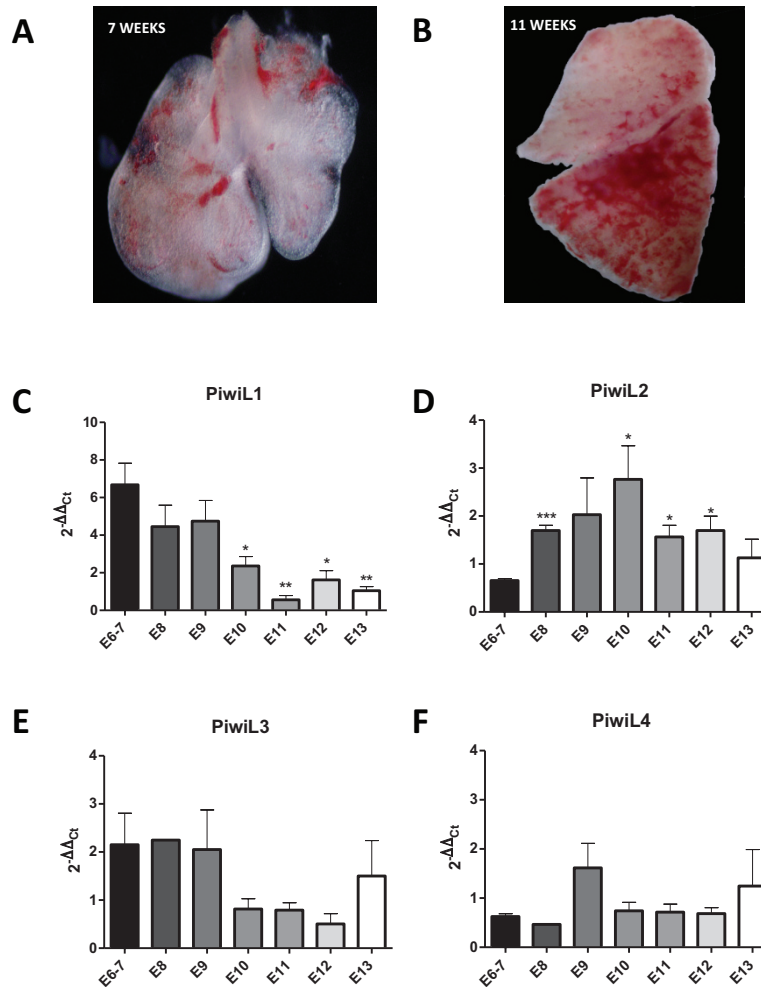 A
7 WEEKS
B
11 WEEKS
C
PiwiL1
2-ΔΔCt
10
8
6
4
2
0
*
**
*
**
E6-7
E8
E9
E10
E11
E12
E13
D
PiwiL2
2-ΔΔCt
4
3
2
1
0
***
*
*
*
E6-7
E8
E9
E10
E11
E12
E13
E
PiwiL3
2-ΔΔCt
4
3
2
1
0
E6-7
E8
E9
E10
E11
E12
E13
F
PiwiL4
2-ΔΔCt
4
3
2
1
0
E6-7
E8
E9
E10
E11
E12
E13